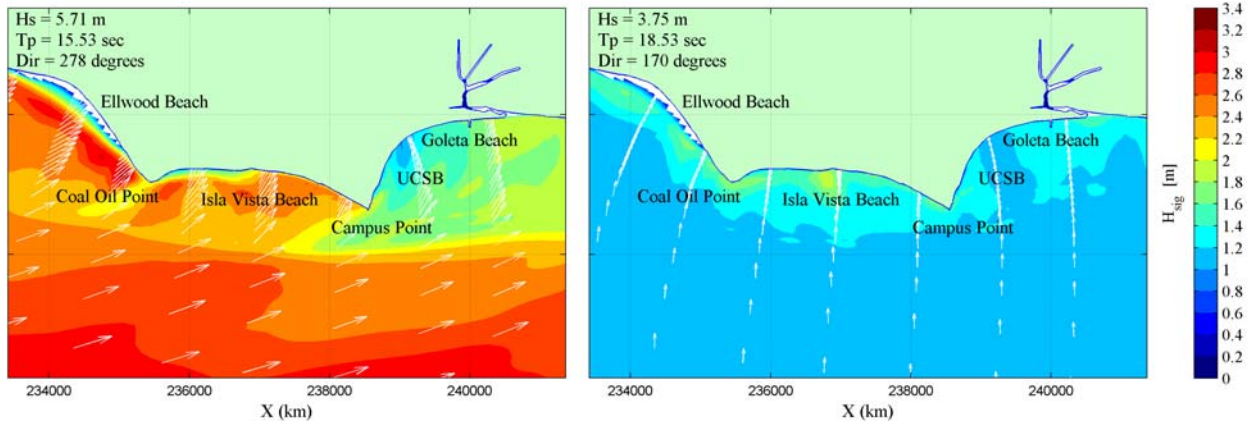 Hs = 5.71 m
Tp = 15.53 sec
Dir = 278 degrees
Ellwood Beach
Goleta Beach
Coal Oil Point
Isla Vista Beach
UCSB
Campus Point
234000 236000 238000 240000
X (km)
Hs = 3.75 m
Tp = 18.53 sec
Dir = 170 degrees
Ellwood Beach
Goleta Beach
Coal Oil Point
Isla Vista Beach
UCSB
Campus Point
234000 236000 238000 240000
X (km)
3.4
3.2
3
2.8
2.6
2.4
2.2
2
1.8
1.6
1.4
1.2
1
0.8
0.6
0.4
0.2
0
H_sig [m]